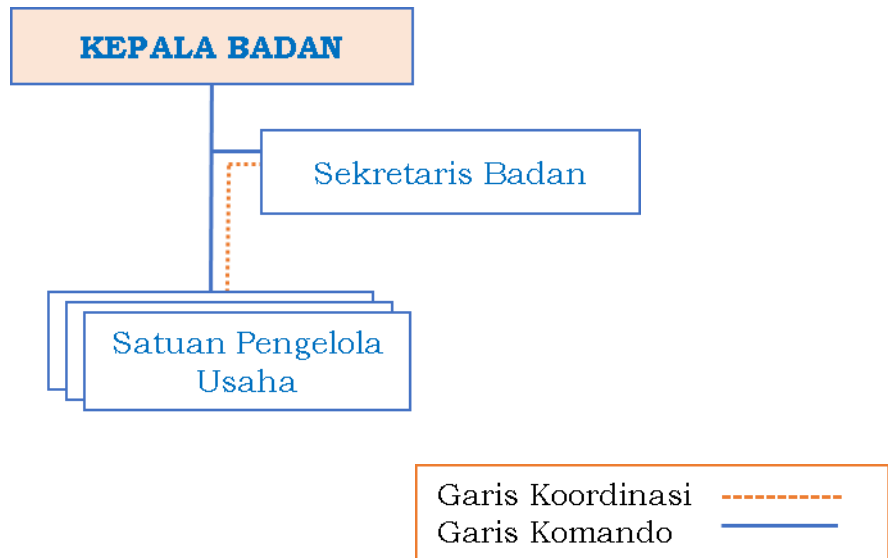 KEPALA BADAN
Sekretaris Badan
Satuan Pengelola
Usaha
Garis Koordinasi
Garis Komando